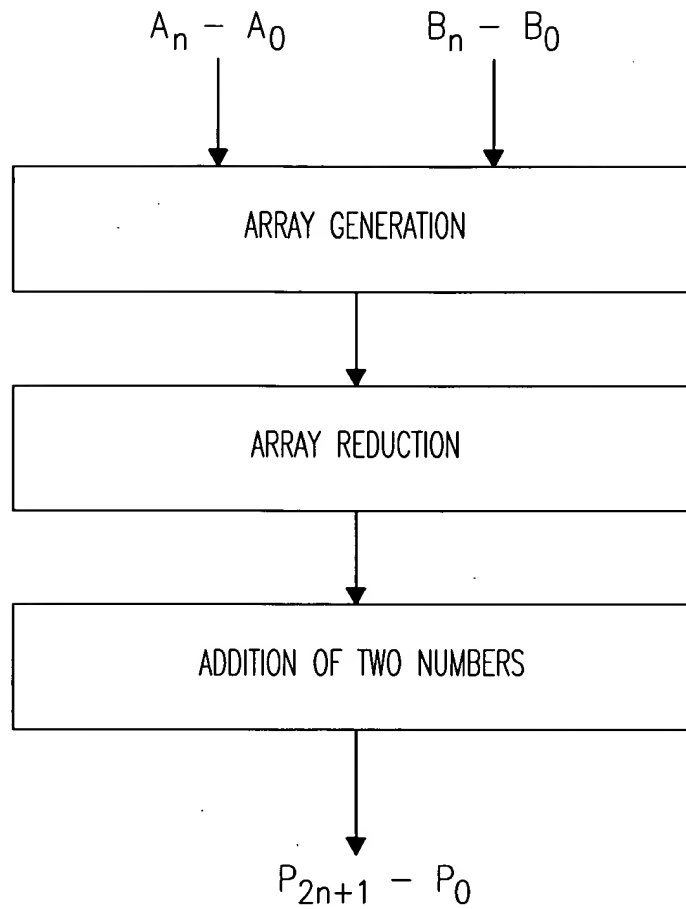 Aₙ – A₀ Bₙ – B₀
ARRAY GENERATION
ARRAY REDUCTION
ADDITION OF TWO NUMBERS
P₂ₙ₊₁ – P₀